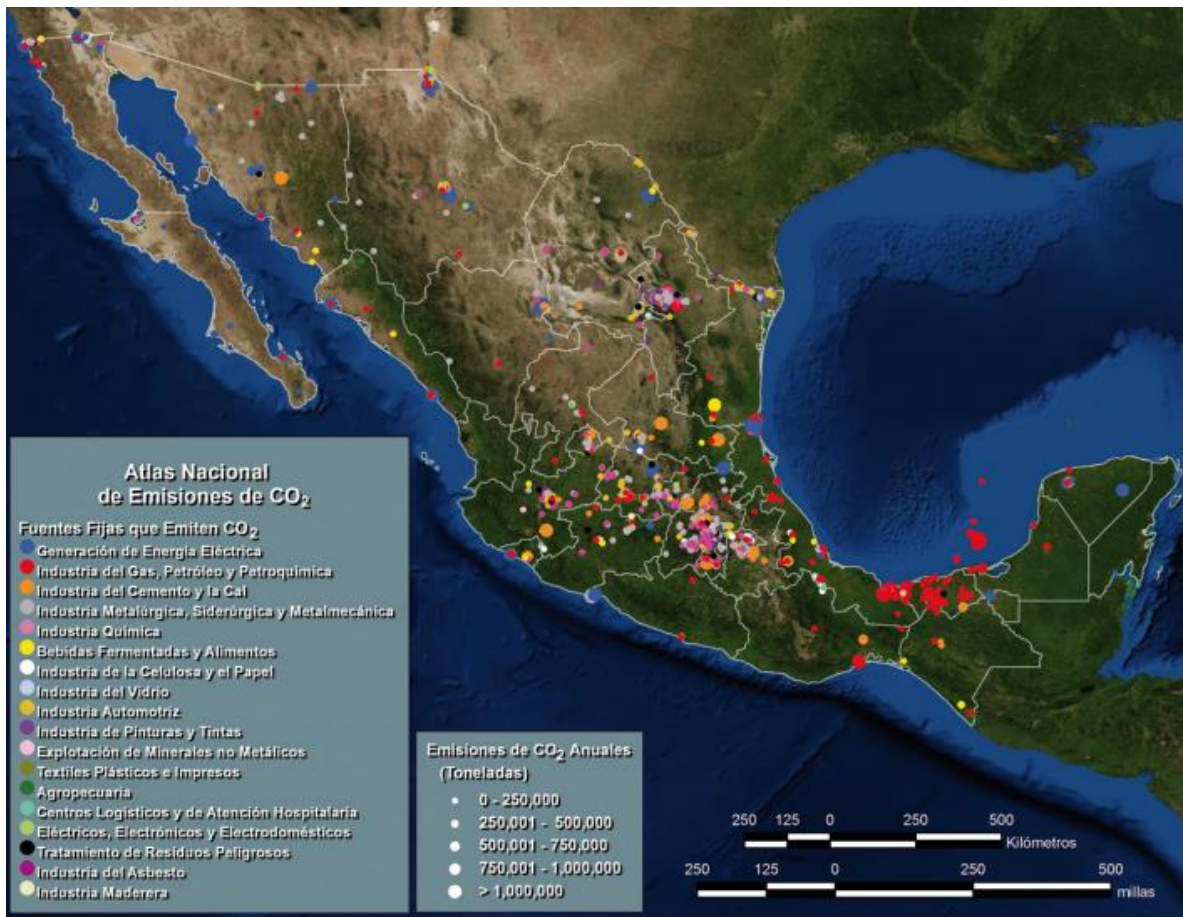 Atlas Nacional
de Emisiones de CO2
Fuentes Fijas que Emiten CO2
Generación de Energía Eléctrica
Industria del Gas, Petróleo y Petroquimica
Industria del Cemento y la Cal
Industria Metalúrgica, Siderúrgica y Metalmecánica
Industria Química
Bebidas Fermentadas y Alimentos
Industria de la Celulosa y el Papel
Industria del Vidrio
Industria Automotriz
Industria de Pinturas y Tintas
Explotación de Minerales no Metálicos
Textiles Plásticos e Impresos
Agropecuaria
Centros Logísticos y de Atención Hospitalaria
Eléctricos, Electrónicos y Electrodomésticos
Tratamiento de Residuos Peligrosos
Industria del Asbesto
Industria Maderera
Emisiones de CO2 Anuales
(Toneladas)
0 - 250,000
250,001 - 500,000
500,001 - 750,000
750,001 - 1,000,000
> 1,000,000
250 125 0 250 500
Kilómetros
250 125 0 250 500
millas